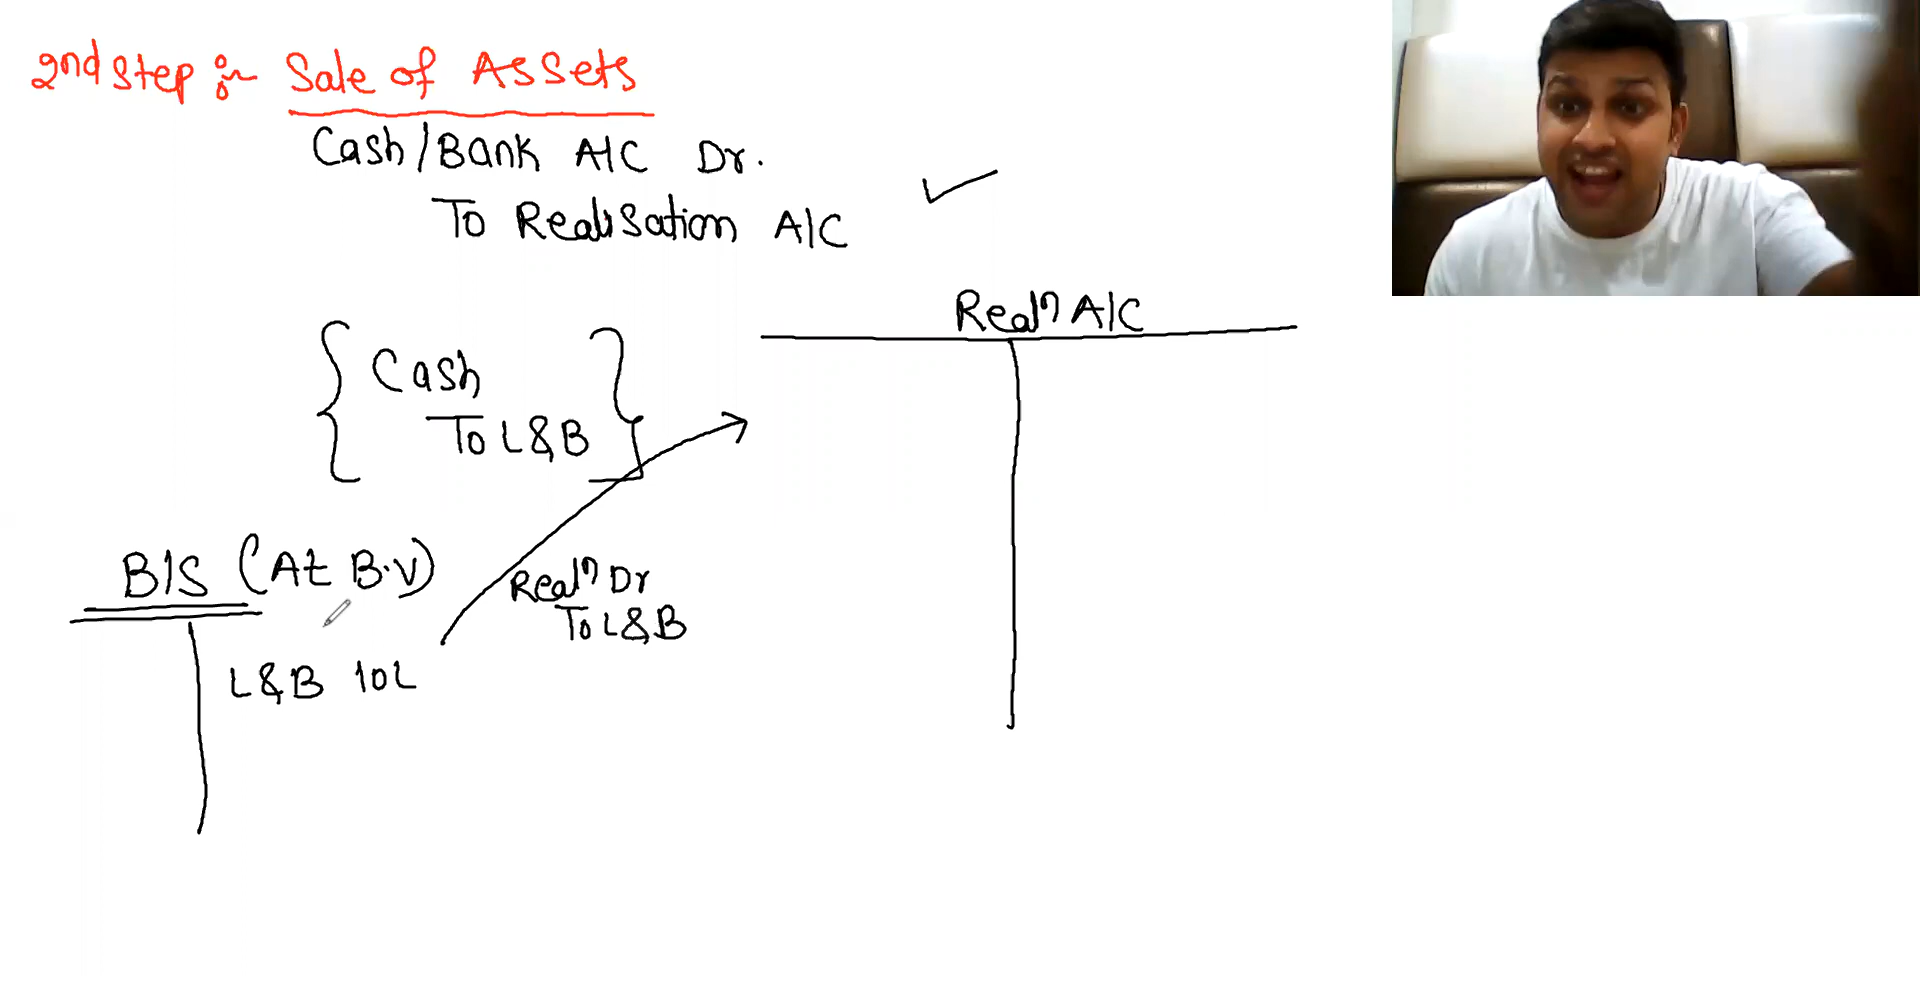 2nd Step :- Sale of Assets
Cash/Bank A/C Dr.
To Realisation A/C
Realⁿ A/C
Cash
To L&B
B/S (At B.V)
Realⁿ Dr
To L&B
L&B 10L